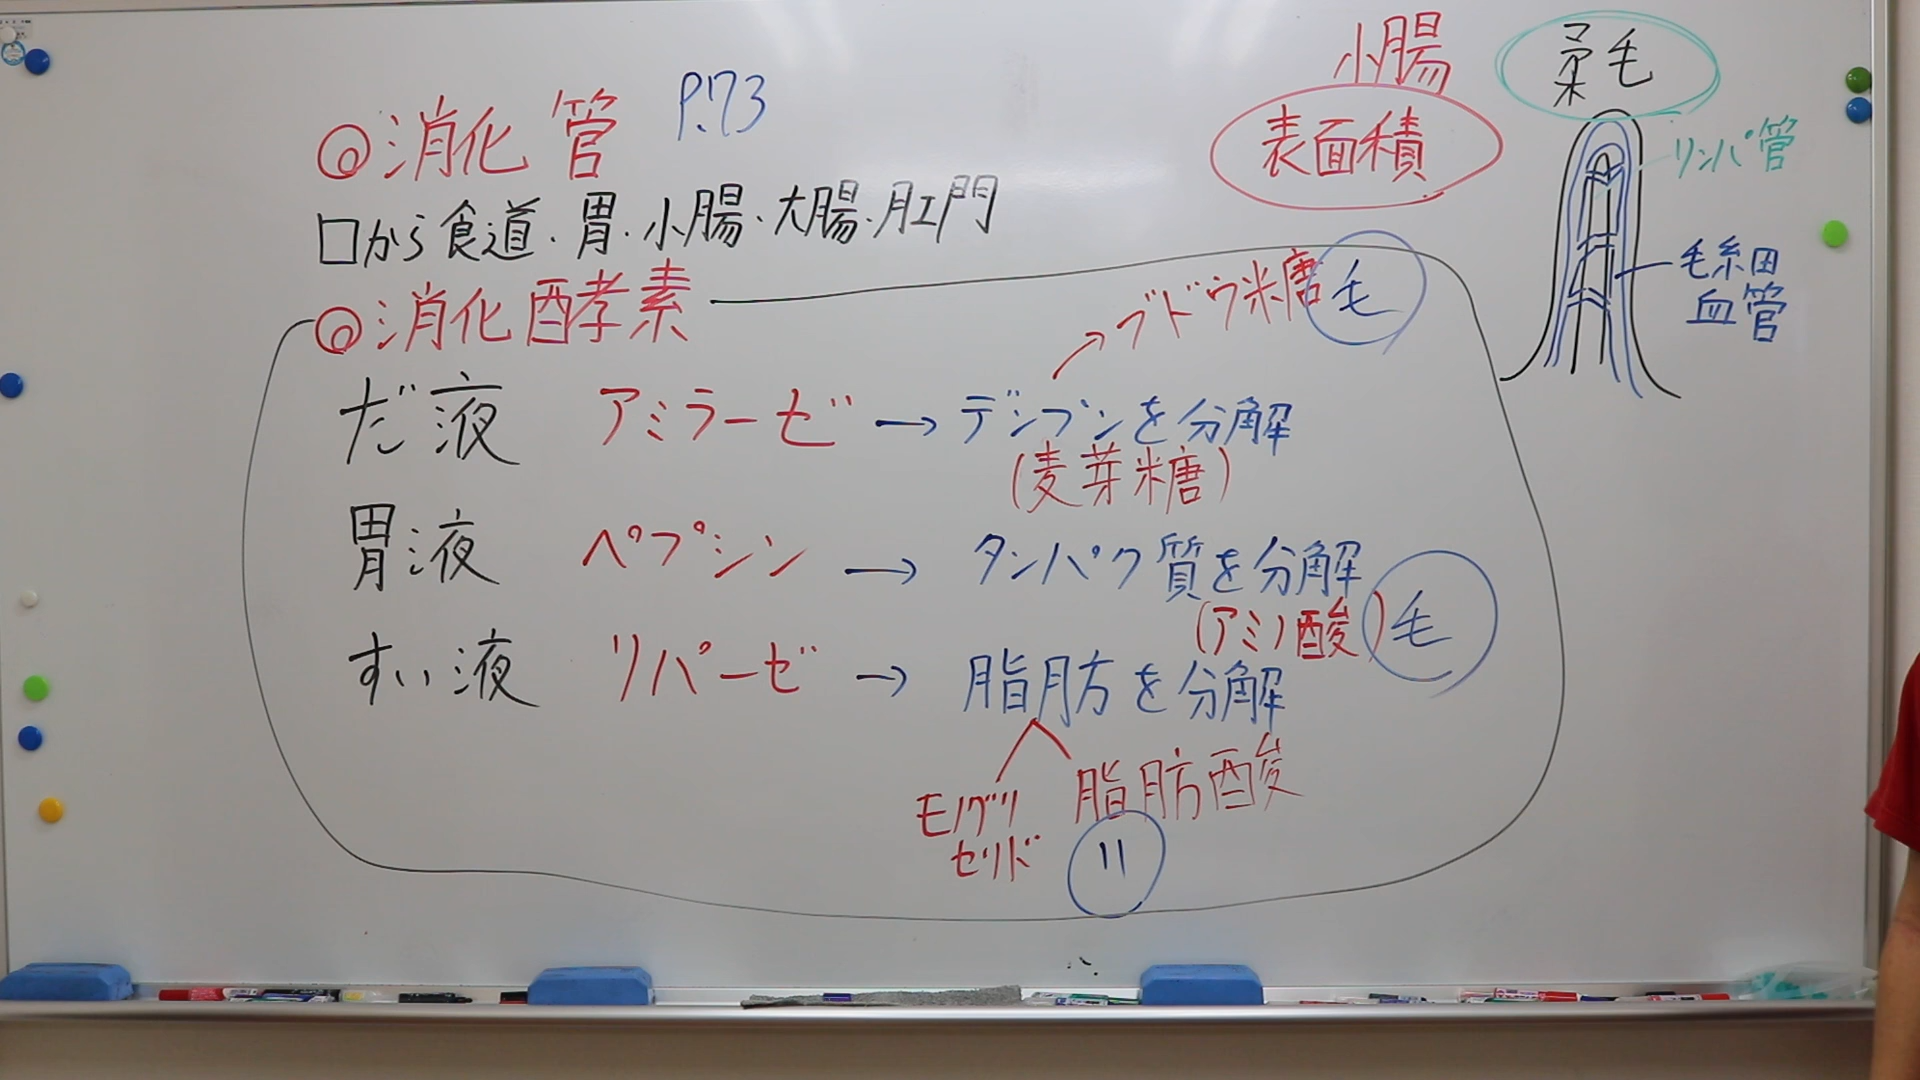 ◎消化管 P.73
口から食道・胃・小腸・大腸・肛門
◎消化酵素
だ液 アミラーゼ→デンプンを分解
(麦芽糖)
→ブドウ糖 毛
胃液 ペプシン→タンパク質を分解
(アミノ酸) 毛
すい液 リパーゼ→脂肪を分解
モノグリ
セリド
脂肪酸
リ
小腸
表面積
柔毛
リンパ管
毛細
血管